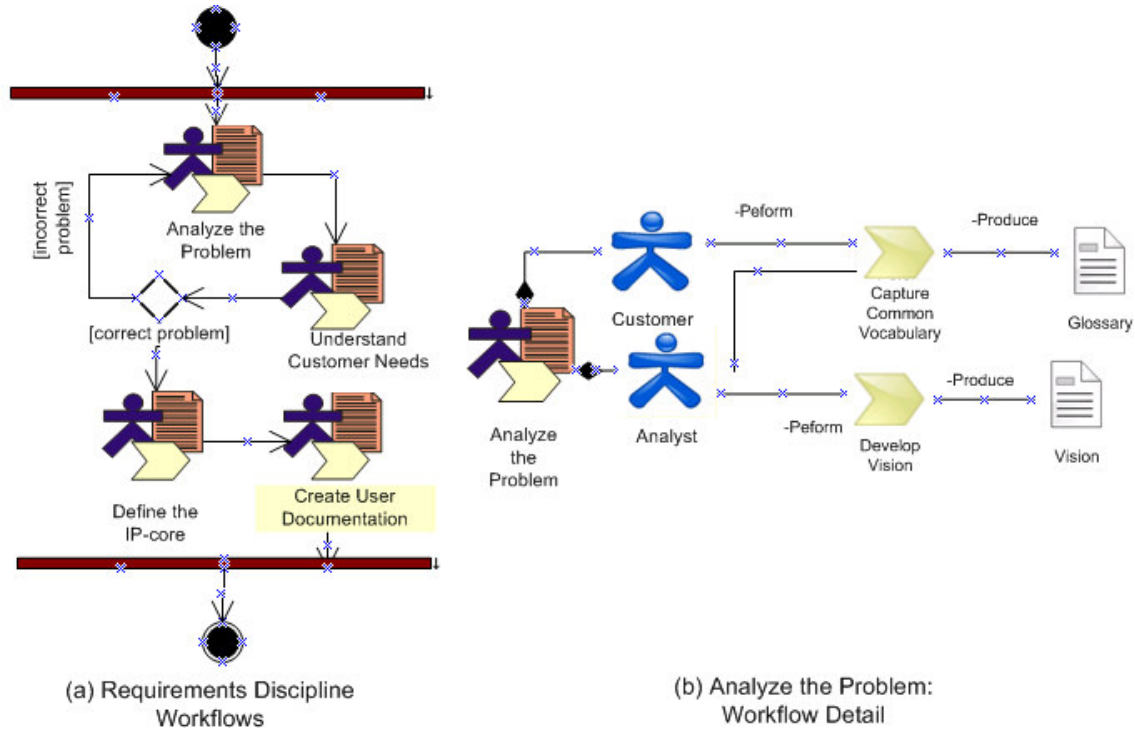 Analyze the
Problem
[incorrect
problem]
Understand
Customer Needs
[correct problem]
Define the
IP-core
Create User
Documentation
(a) Requirements Discipline
Workflows
-Peform
-Produce
Customer
Capture
Common
Vocabulary
Glossary
Analyze
the
Problem
Analyst
-Peform
-Produce
Develop
Vision
Vision
(b) Analyze the Problem:
Workflow Detail